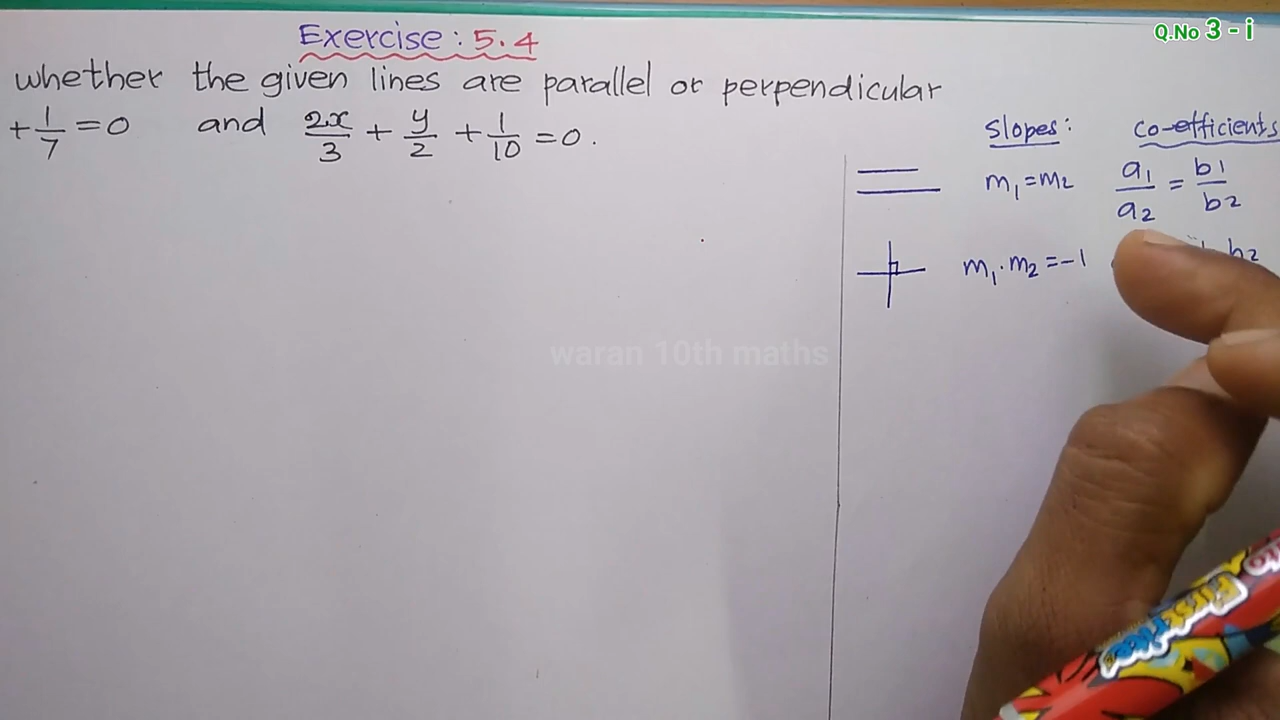 Q.No 3 - i
Exercise : 5.4
whether the given lines are parallel or perpendicular
+ 1/7 = 0 and 2x/3 + y/2 + 1/10 = 0.
Slopes: Co-efficients
m₁ = m₂ a₁/a₂ = b1/b2
m₁ . m₂ = -1 b2
waran 10th maths
Firstrite